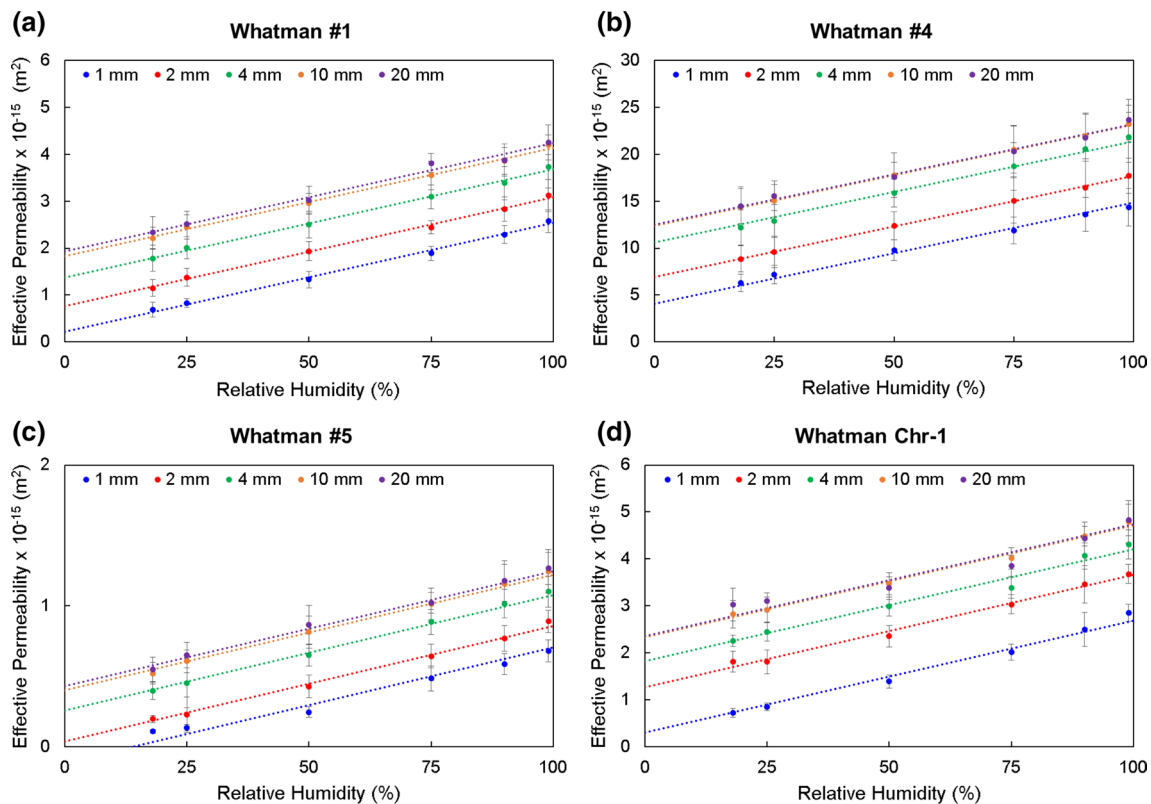 (a)
Whatman #1
1 mm 2 mm 4 mm 10 mm 20 mm
Effective Permeability x 10-15 (m2)
6
5
4
3
2
1
0
0 25 50 75 100
Relative Humidity (%)
(b)
Whatman #4
1 mm 2 mm 4 mm 10 mm 20 mm
Effective Permeability x 10-15 (m2)
30
25
20
15
10
5
0
0 25 50 75 100
Relative Humidity (%)
(c)
Whatman #5
1 mm 2 mm 4 mm 10 mm 20 mm
Effective Permeability x 10-15 (m2)
2
1
0
0 25 50 75 100
Relative Humidity (%)
(d)
Whatman Chr-1
1 mm 2 mm 4 mm 10 mm 20 mm
Effective Permeability x 10-15 (m2)
6
5
4
3
2
1
0
0 25 50 75 100
Relative Humidity (%)